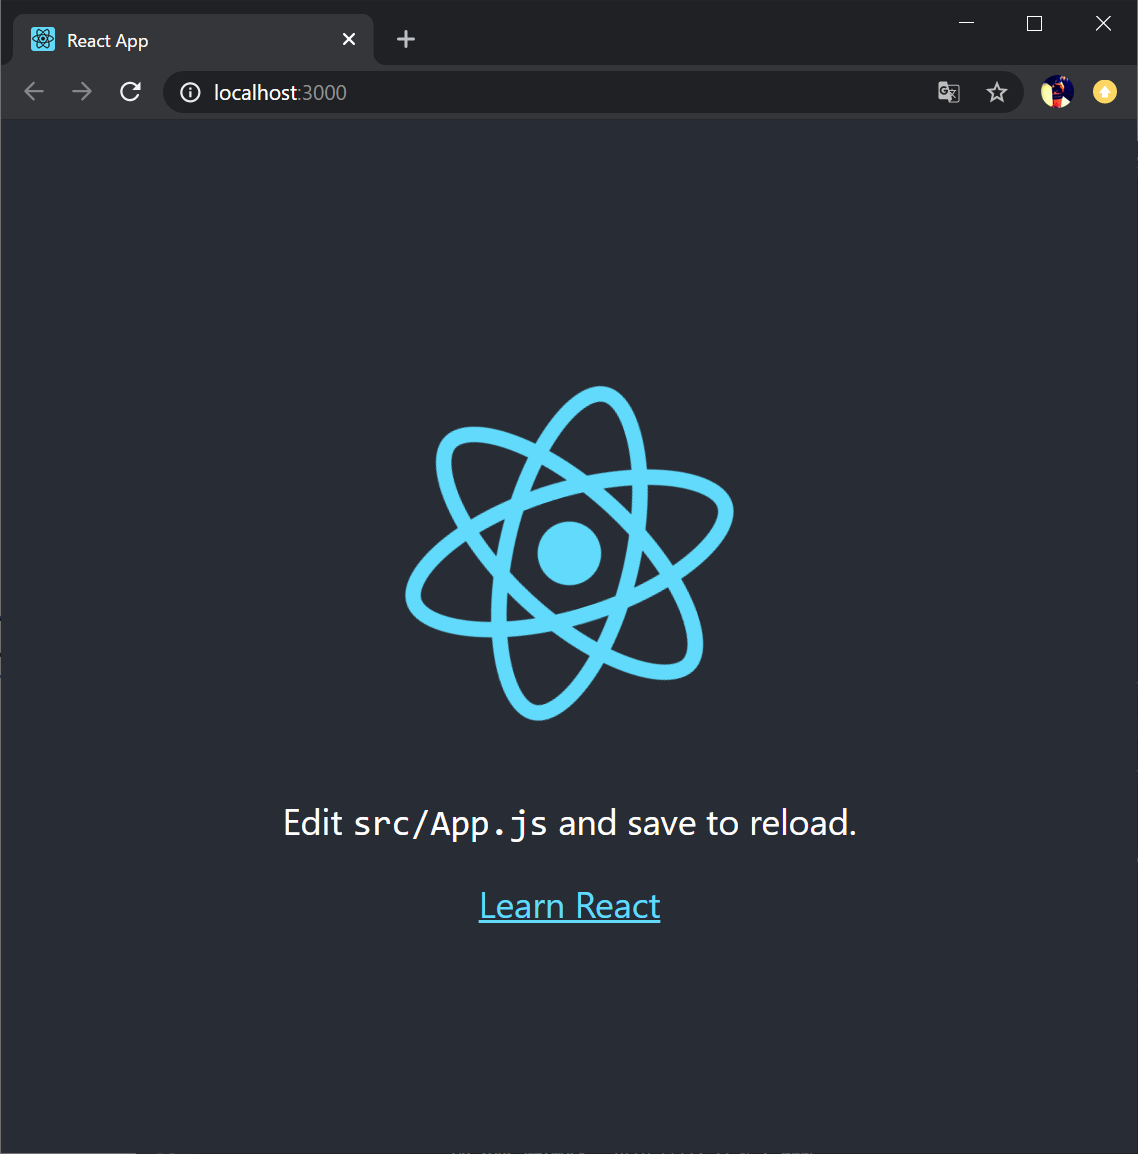 React App
localhost:3000
Edit src/App.js and save to reload.
Learn React